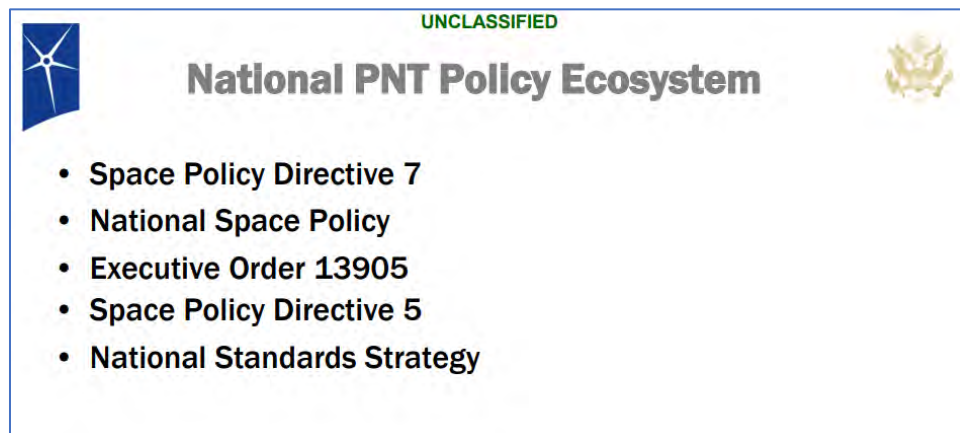 UNCLASSIFIED
National PNT Policy Ecosystem
• Space Policy Directive 7
• National Space Policy
• Executive Order 13905
• Space Policy Directive 5
• National Standards Strategy